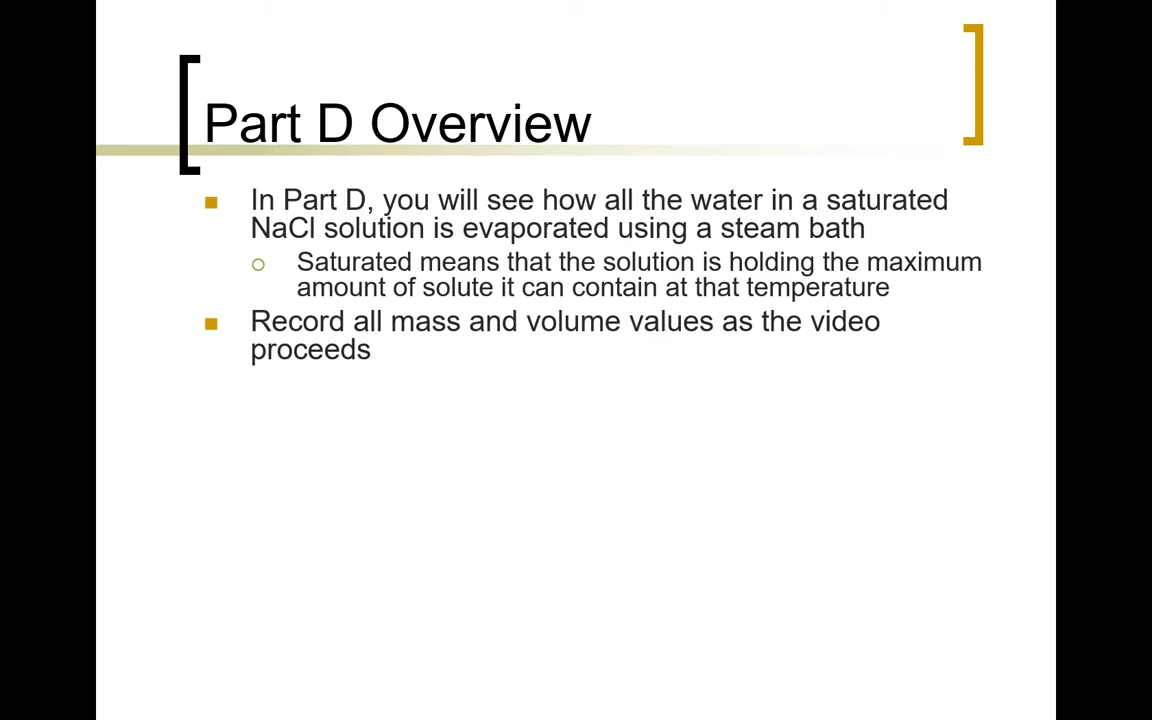 Part D Overview
In Part D, you will see how all the water in a saturated
NaCl solution is evaporated using a steam bath
Saturated means that the solution is holding the maximum
amount of solute it can contain at that temperature
Record all mass and volume values as the video
proceeds